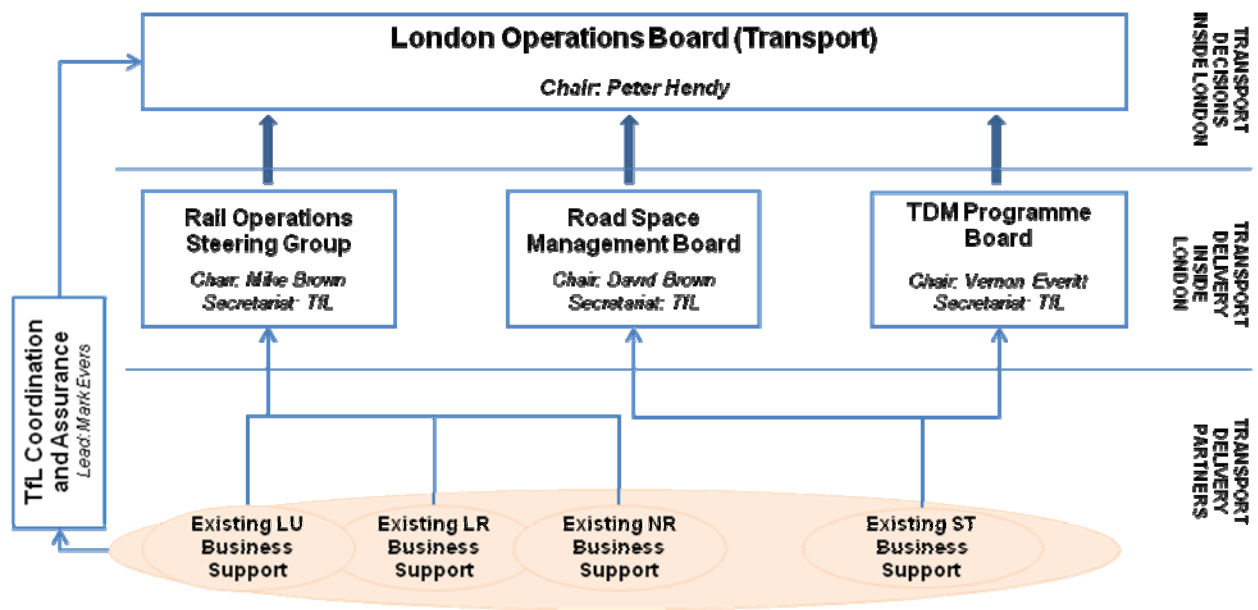 London Operations Board (Transport)
Chair: Peter Hendy
TRANSPORT
DECISIONS
INSIDE LONDON
Rail Operations
Steering Group
Chair: Mike Brown
Secretariat: TfL
Road Space
Management Board
Chair: David Brown
Secretariat: TfL
TDM Programme
Board
Chair: Vernon Everitt
Secretariat: TfL
TRANSPORT
DELIVERY
INSIDE
LONDON
TfL Coordination
and Assurance
Lead: Mark Evers
TRANSPORT
DELIVERY
PARTNERS
Existing LU
Business
Support
Existing LR
Business
Support
Existing NR
Business
Support
Existing ST
Business
Support